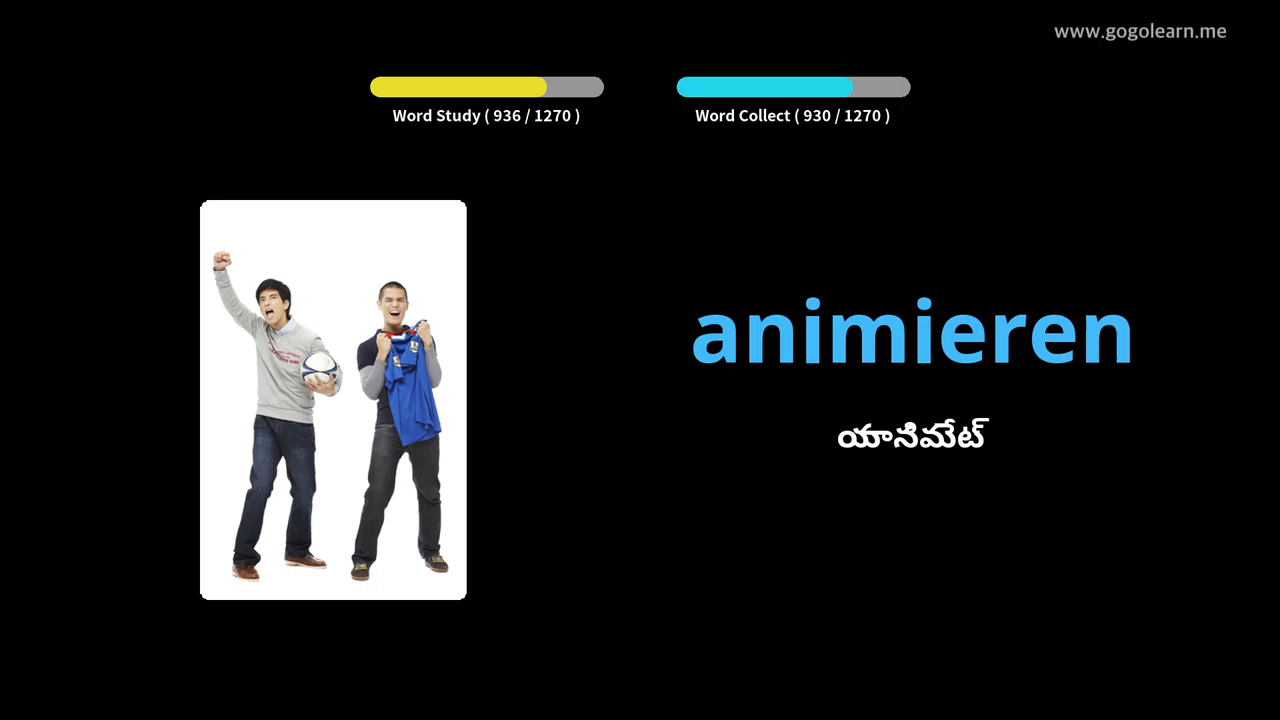 www.gogolearn.me
Word Study ( 936 / 1270 )
Word Collect ( 930 / 1270 )
animieren
యానిమేట్